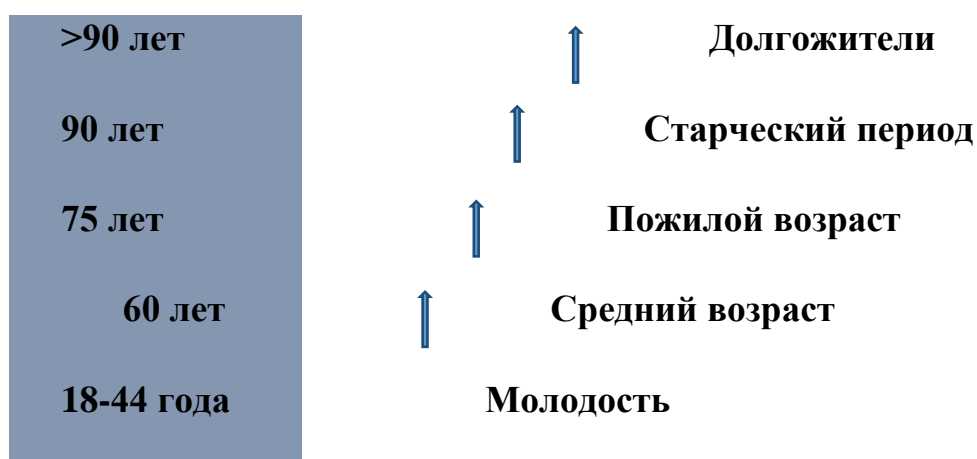 >90 лет Долгожители
90 лет Старческий период
75 лет Пожилой возраст
60 лет Средний возраст
18-44 года Молодость